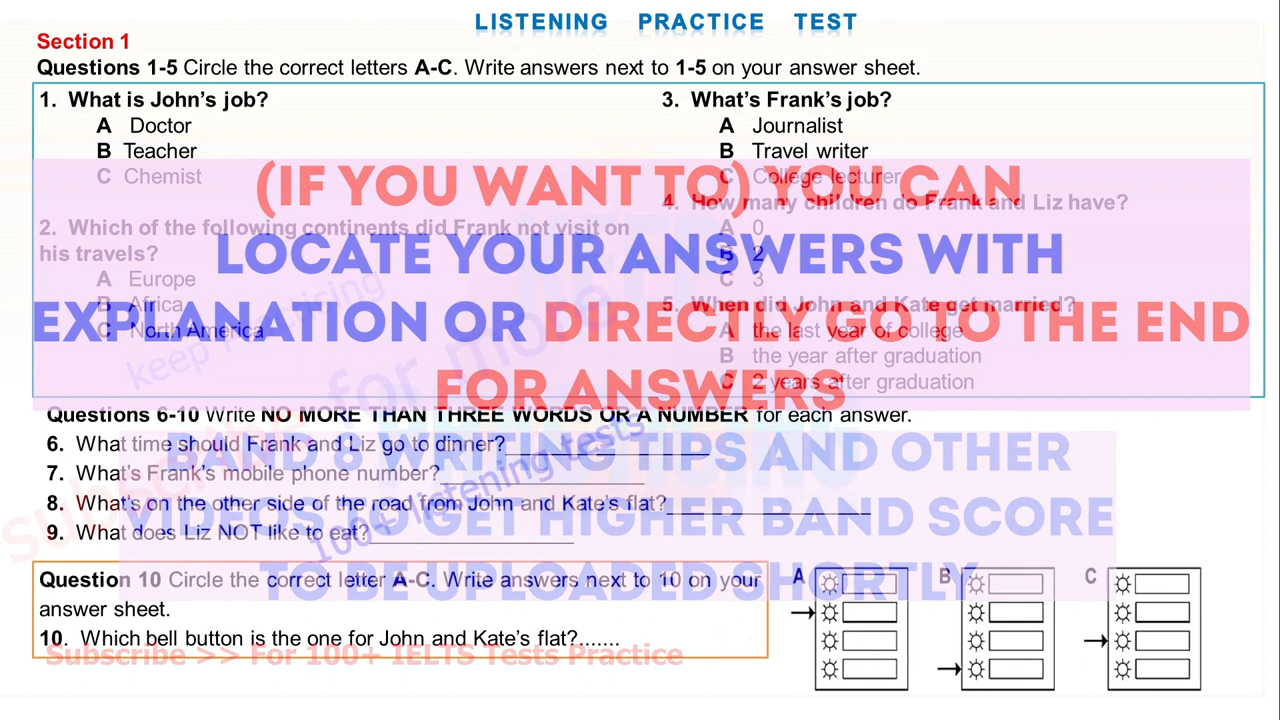 LISTENING PRACTICE TEST
Section 1
Questions 1-5 Circle the correct letters A-C. Write answers next to 1-5 on your answer sheet.
1. What is John's job?
A Doctor
B Teacher
C Chemist
2. Which of the following continents did Frank not visit on
his travels?
A Europe
B Africa
C North America
3. What's Frank's job?
A Journalist
B Travel writer
C College lecturer
4. How many children do Frank and Liz have?
A 0
B 2
C 3
5. When did John and Kate get married?
A the last year of college
B the year after graduation
C 2 years after graduation
(IF YOU WANT TO) YOU CAN
LOCATE YOUR ANSWERS WITH
EXPLANATION OR DIRECTLY GO TO THE END
FOR ANSWERS
keep practising
for more
Questions 6-10 Write NO MORE THAN THREE WORDS OR A NUMBER for each answer.
6. What time should Frank and Liz go to dinner?
7. What's Frank's mobile phone number?
8. What's on the other side of the road from John and Kate's flat?
9. What does Liz NOT like to eat?
100+ listening tests
BAND 8 WRITING TIPS AND OTHER
VIDEOS TO GET HIGHER BAND SCORE
TO BE UPLOADED SHORTLY
Question 10 Circle the correct letter A-C. Write answers next to 10 on your
answer sheet.
10. Which bell button is the one for John and Kate's flat?.......
A B C
Subscribe >> For 100+ IELTS Tests Practice